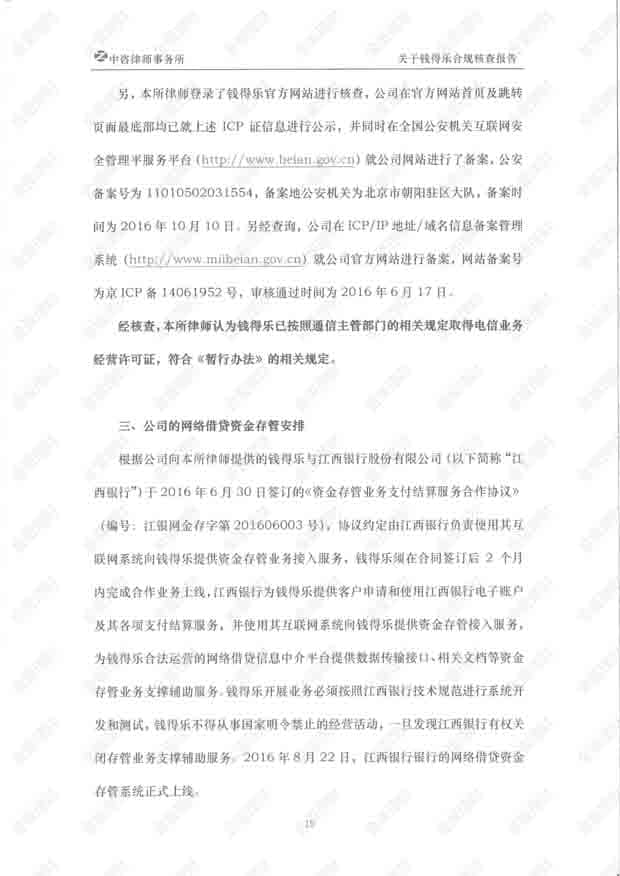 中咨律师事务所 关于钱得乐合规核查报告
另，本所律师登录了钱得乐官方网站进行核查，公司在官方网站首页及跳转
页面最底部均已就上述 ICP 证信息进行公示，并同时在全国公安机关互联网安
全管理平服务平台（http://www.beian.gov.cn）就公司网站进行了备案，公安
备案号为 11010502031554，备案地公安机关为北京市朝阳驻区大队，备案时
间为 2016 年 10 月 10 日。另经查询，公司在 ICP/IP 地址/域名信息备案管理
系统（http://www.miibeian.gov.cn）就公司官方网站进行备案，网站备案号
为京 ICP 备 14061952 号，审核通过时间为 2016 年 6 月 17 日。
经核查，本所律师认为钱得乐已按照通信主管部门的相关规定取得电信业务
经营许可证，符合《暂行办法》的相关规定。
三、公司的网络借贷资金存管安排
根据公司向本所律师提供的钱得乐与江西银行股份有限公司（以下简称“江
西银行”）于 2016 年 6 月 30 日签订的《资金存管业务支付结算服务合作协议》
（编号：江银网金存字第 201606003 号），协议约定由江西银行负责使用其互
联网系统向钱得乐提供资金存管业务接入服务，钱得乐须在合同签订后 2 个月
内完成合作业务上线，江西银行为钱得乐提供客户申请和使用江西银行电子账户
及其各项支付结算服务，并使用其互联网系统向钱得乐提供资金存管接入服务，
为钱得乐合法运营的网络借贷信息中介平台提供数据传输接口、相关文档等资金
存管业务支撑辅助服务。钱得乐开展业务必须按照江西银行技术规范进行系统开
发和测试，钱得乐不得从事国家明令禁止的经营活动，一旦发现江西银行有权关
闭存管业务支撑辅助服务。2016 年 8 月 22 日，江西银行银行的网络借贷资金
存管系统正式上线。